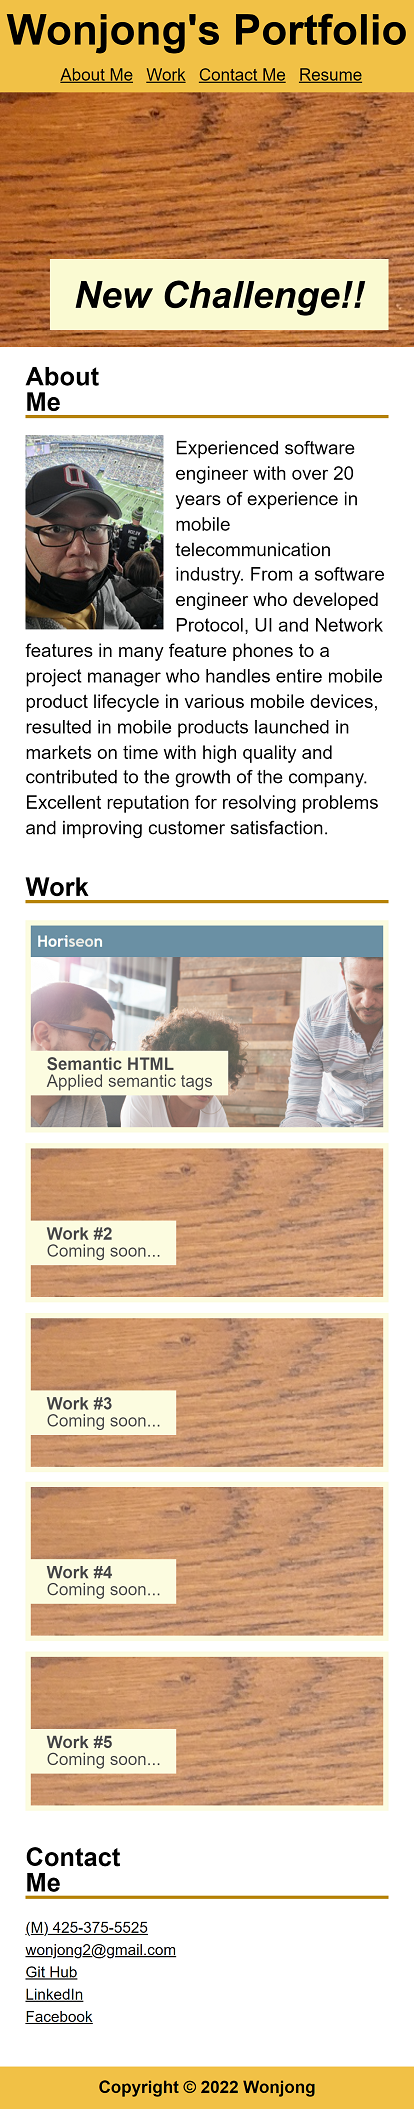 Wonjong's Portfolio
About Me Work Contact Me Resume
New Challenge!!
About
Me
Experienced software
engineer with over 20
years of experience in
mobile
telecommunication
industry. From a software
engineer who developed
Protocol, UI and Network
features in many feature phones to a
project manager who handles entire mobile
product lifecycle in various mobile devices,
resulted in mobile products launched in
markets on time with high quality and
contributed to the growth of the company.
Excellent reputation for resolving problems
and improving customer satisfaction.
Work
Horiseon
Semantic HTML
Applied semantic tags
Work #2
Coming soon...
Work #3
Coming soon...
Work #4
Coming soon...
Work #5
Coming soon...
Contact
Me
(M) 425-375-5525
wonjong2@gmail.com
Git Hub
LinkedIn
Facebook
Copyright © 2022 Wonjong